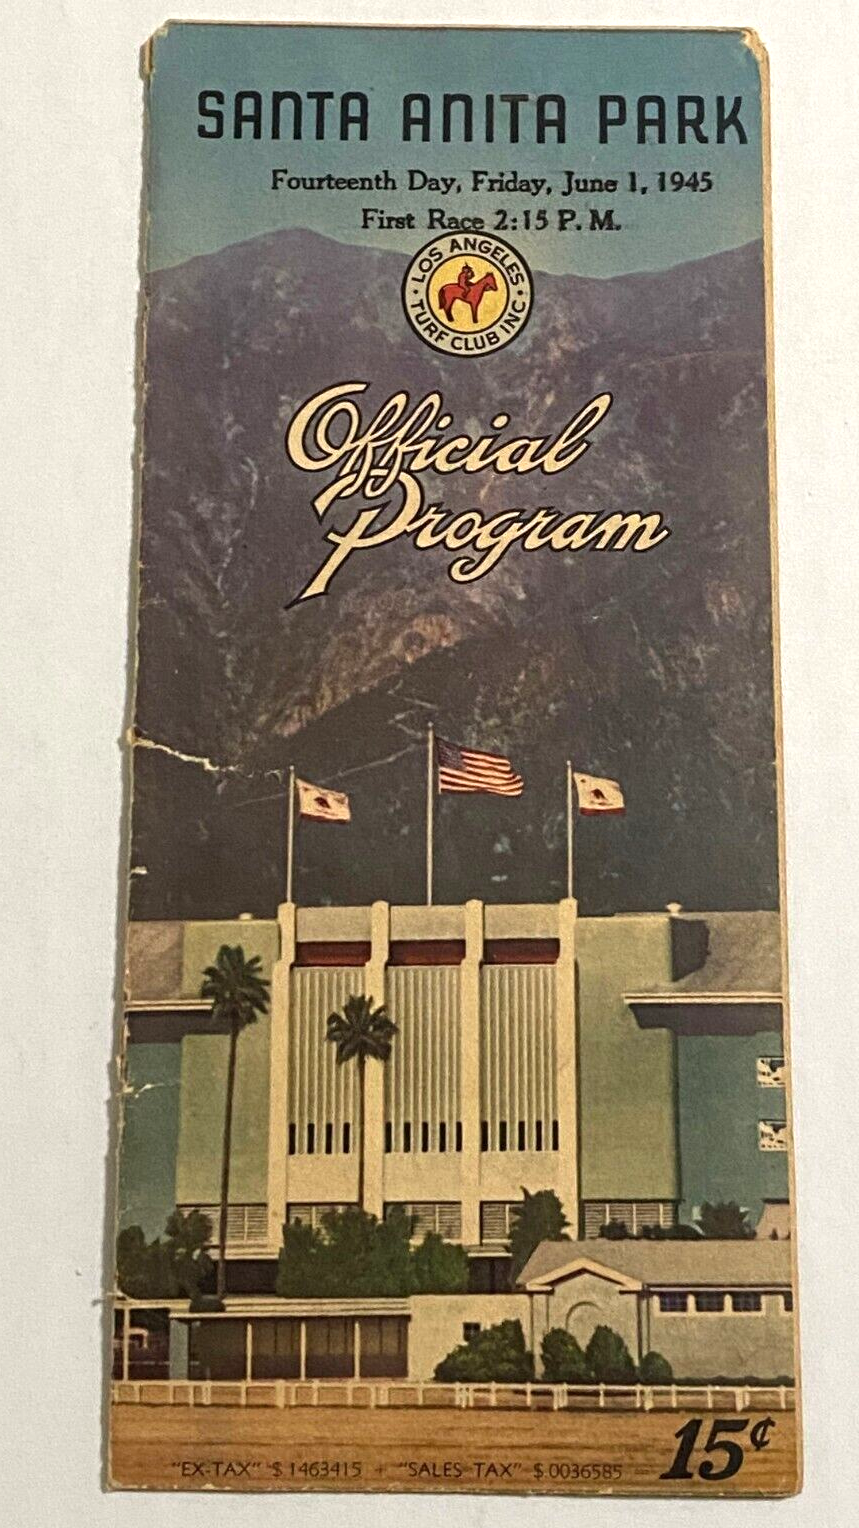 SANTA ANITA PARK
Fourteenth Day, Friday, June 1, 1945
First Race 2:15 P. M.
LOS ANGELES
TURF CLUB INC
Official
Program
15¢
"EX-TAX" $ 1463415 + "SALES TAX" $.0036585 =